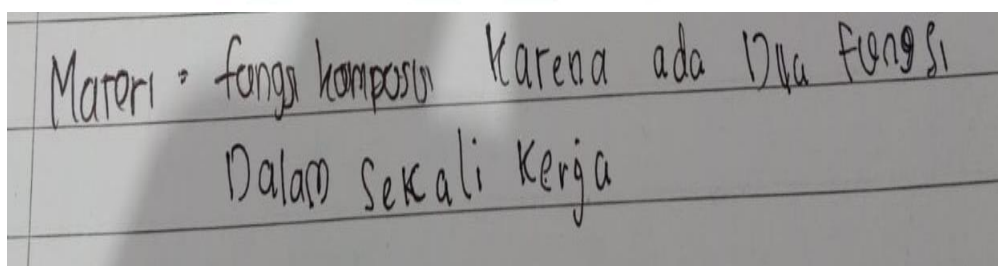 Materi : fungsi komposisi Karena ada Dua fungsi
Dalam Sekali Kerja